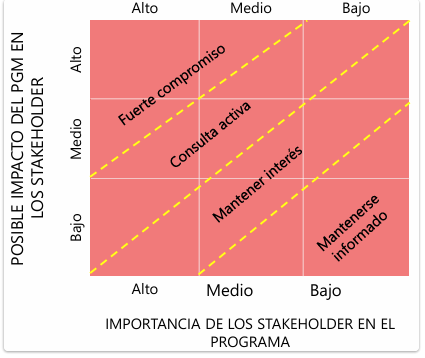 Alto Medio Bajo
POSIBLE IMPACTO DEL PGM EN
LOS STAKEHOLDER
Alto
Medio
Bajo
Fuerte compromiso
Consulta activa
Mantener interés
Mantenerse
informado
Alto Medio Bajo
IMPORTANCIA DE LOS STAKEHOLDER EN EL
PROGRAMA